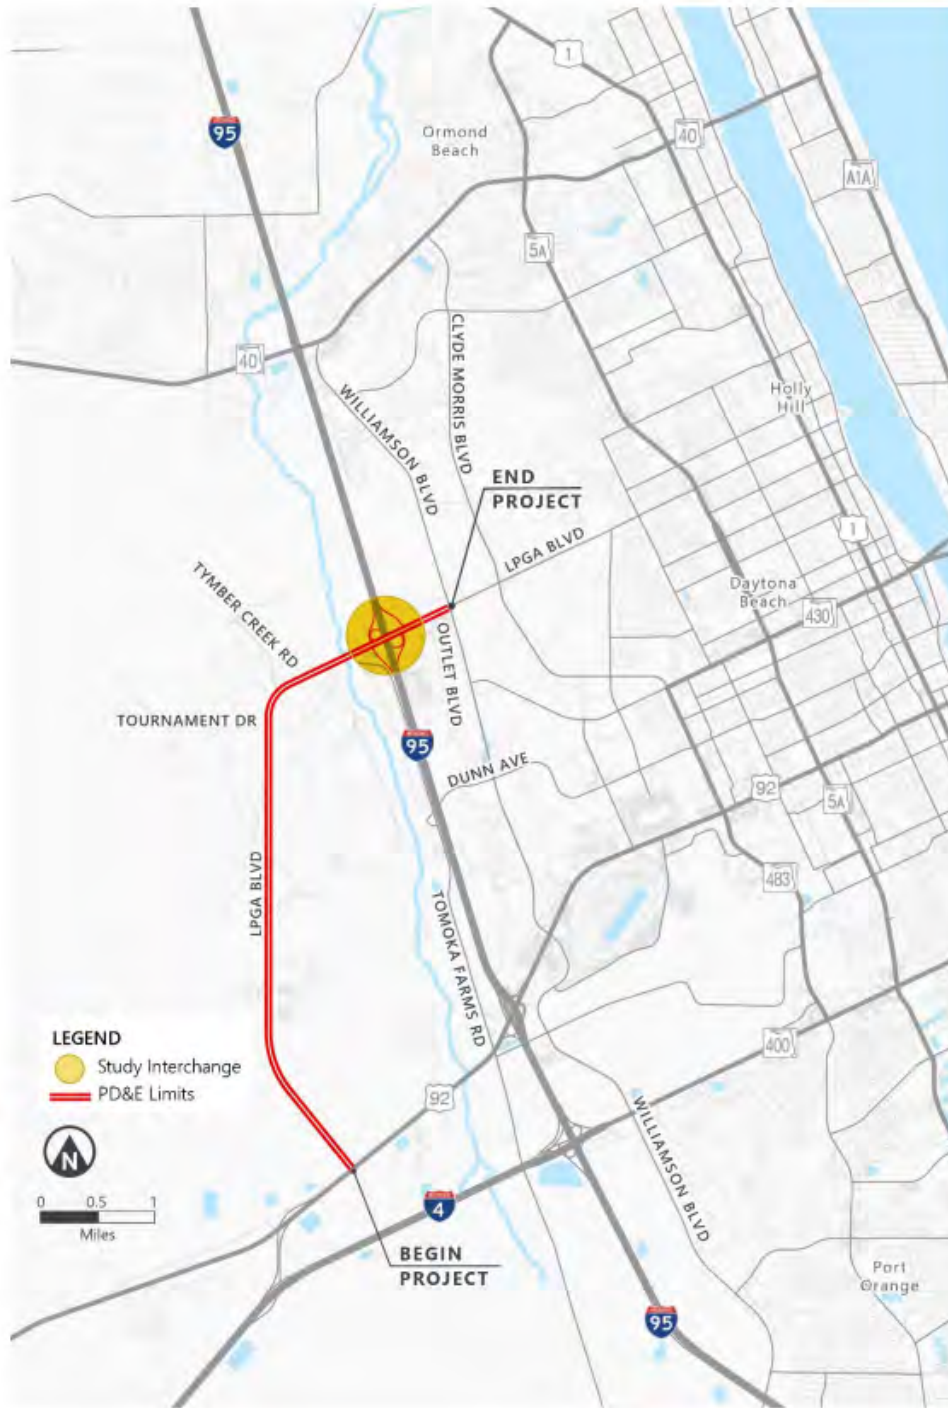 1
95
Ormond
Beach
40
A1A
5A
40
CLYDE MORRIS BLVD
WILLIAMSON BLVD
Holly
Hill
END
PROJECT
LPGA BLVD
1
TYMBER CREEK RD
Daytona
Beach
430
OUTLET BLVD
TOURNAMENT DR
95
DUNN AVE
92
5A
LPGA BLVD
483
TOMOKA FARMS RD
LEGEND
Study Interchange
PD&E Limits
400
92
WILLIAMSON BLVD
N
0 0.5 1
Miles
4
BEGIN
PROJECT
Port
Orange
95